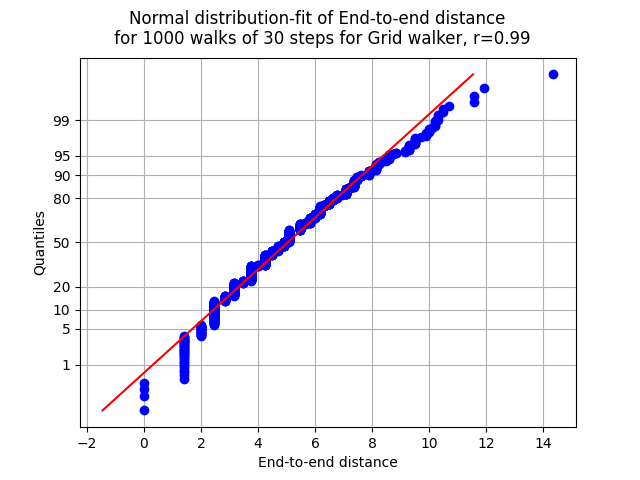 Normal distribution-fit of End-to-end distance
for 1000 walks of 30 steps for Grid walker, r=0.99
99
95
90
80
50
20
10
5
1
Quantiles
−2 0 2 4 6 8 10 12 14
End-to-end distance